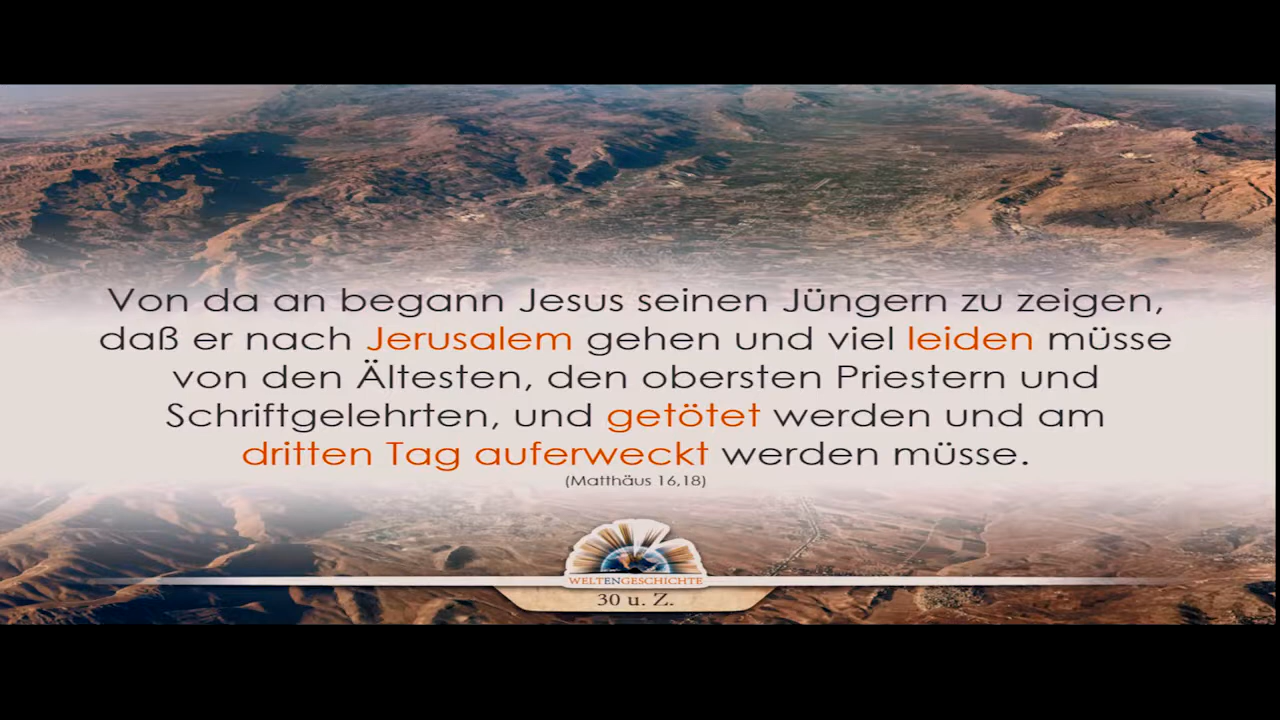 Von da an begann Jesus seinen Jüngern zu zeigen,
daß er nach Jerusalem gehen und viel leiden müsse
von den Ältesten, den obersten Priestern und
Schriftgelehrten, und getötet werden und am
dritten Tag auferweckt werden müsse.
(Matthäus 16,18)
WELTENGESCHICHTE
30 u. Z.